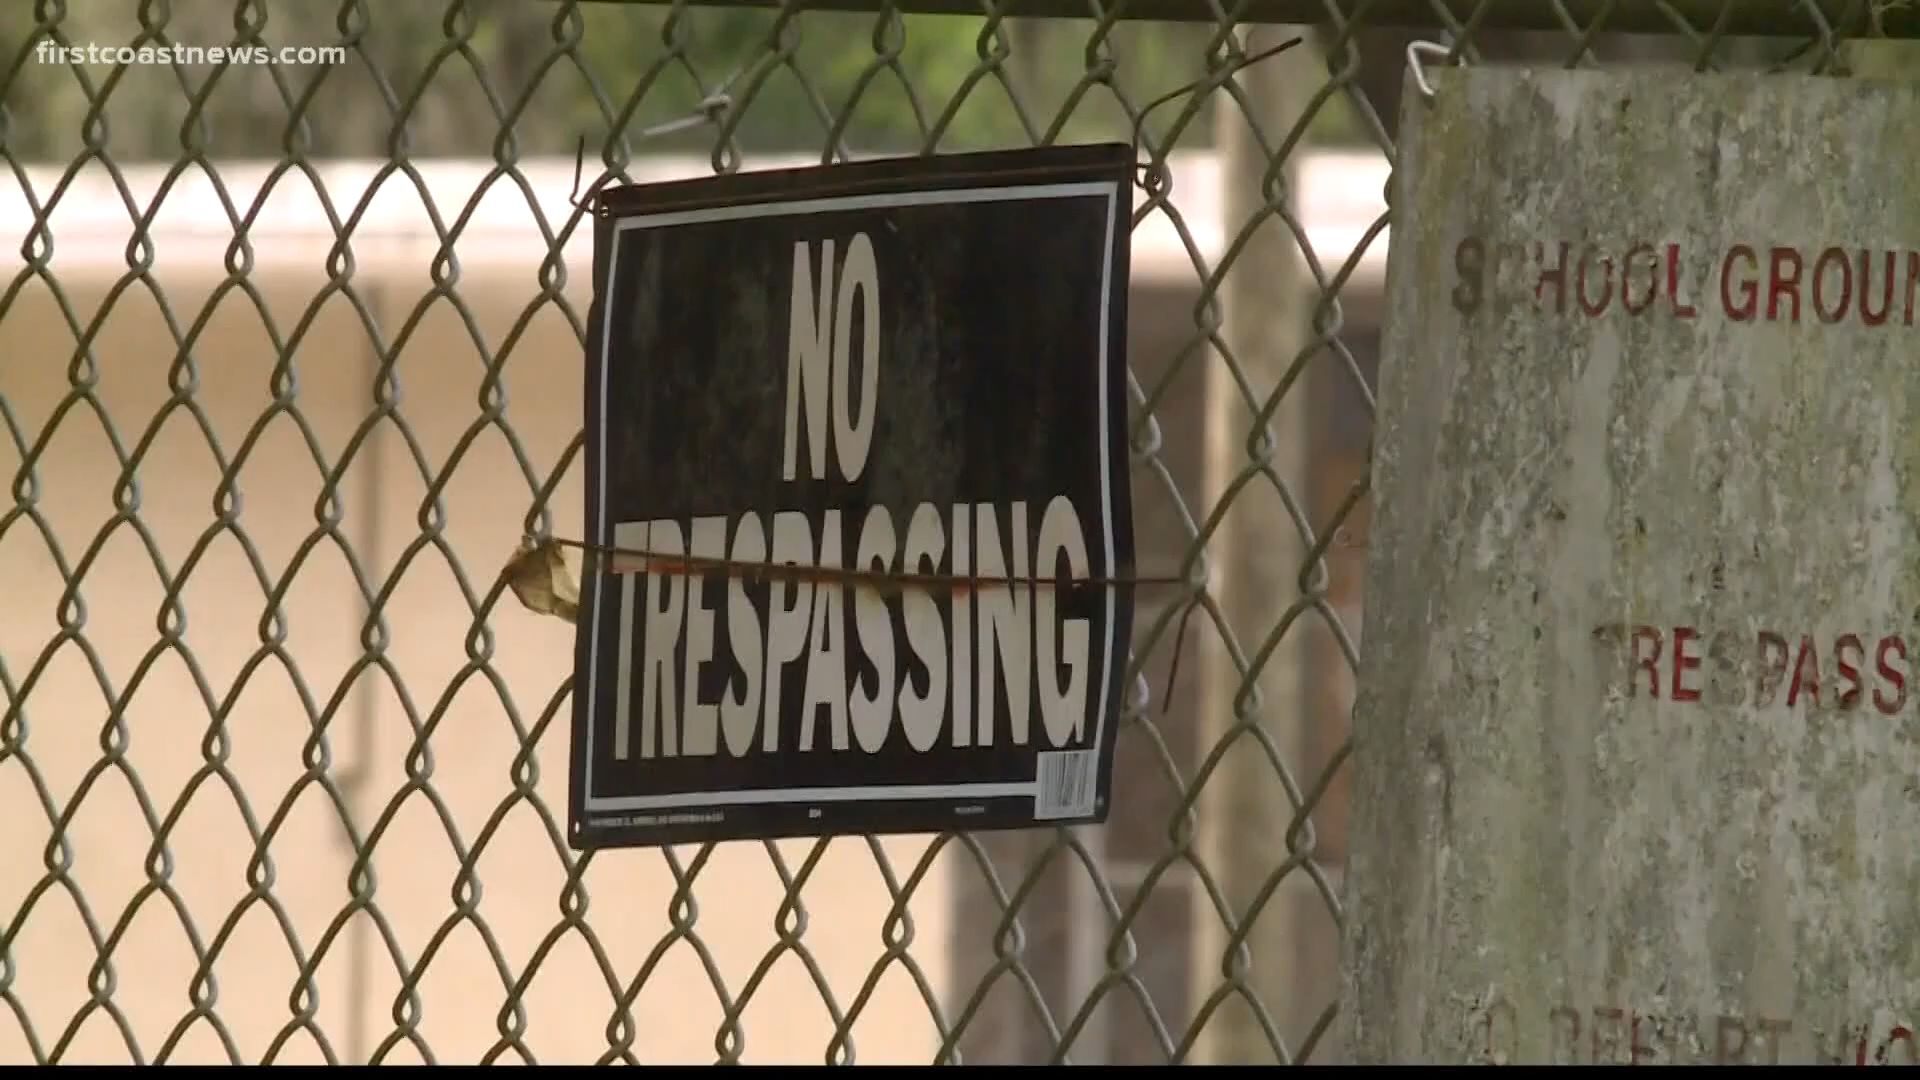 firstcoastnews.com
NO
TRESPASSING
SCHOOL GROUN
TRESPASS